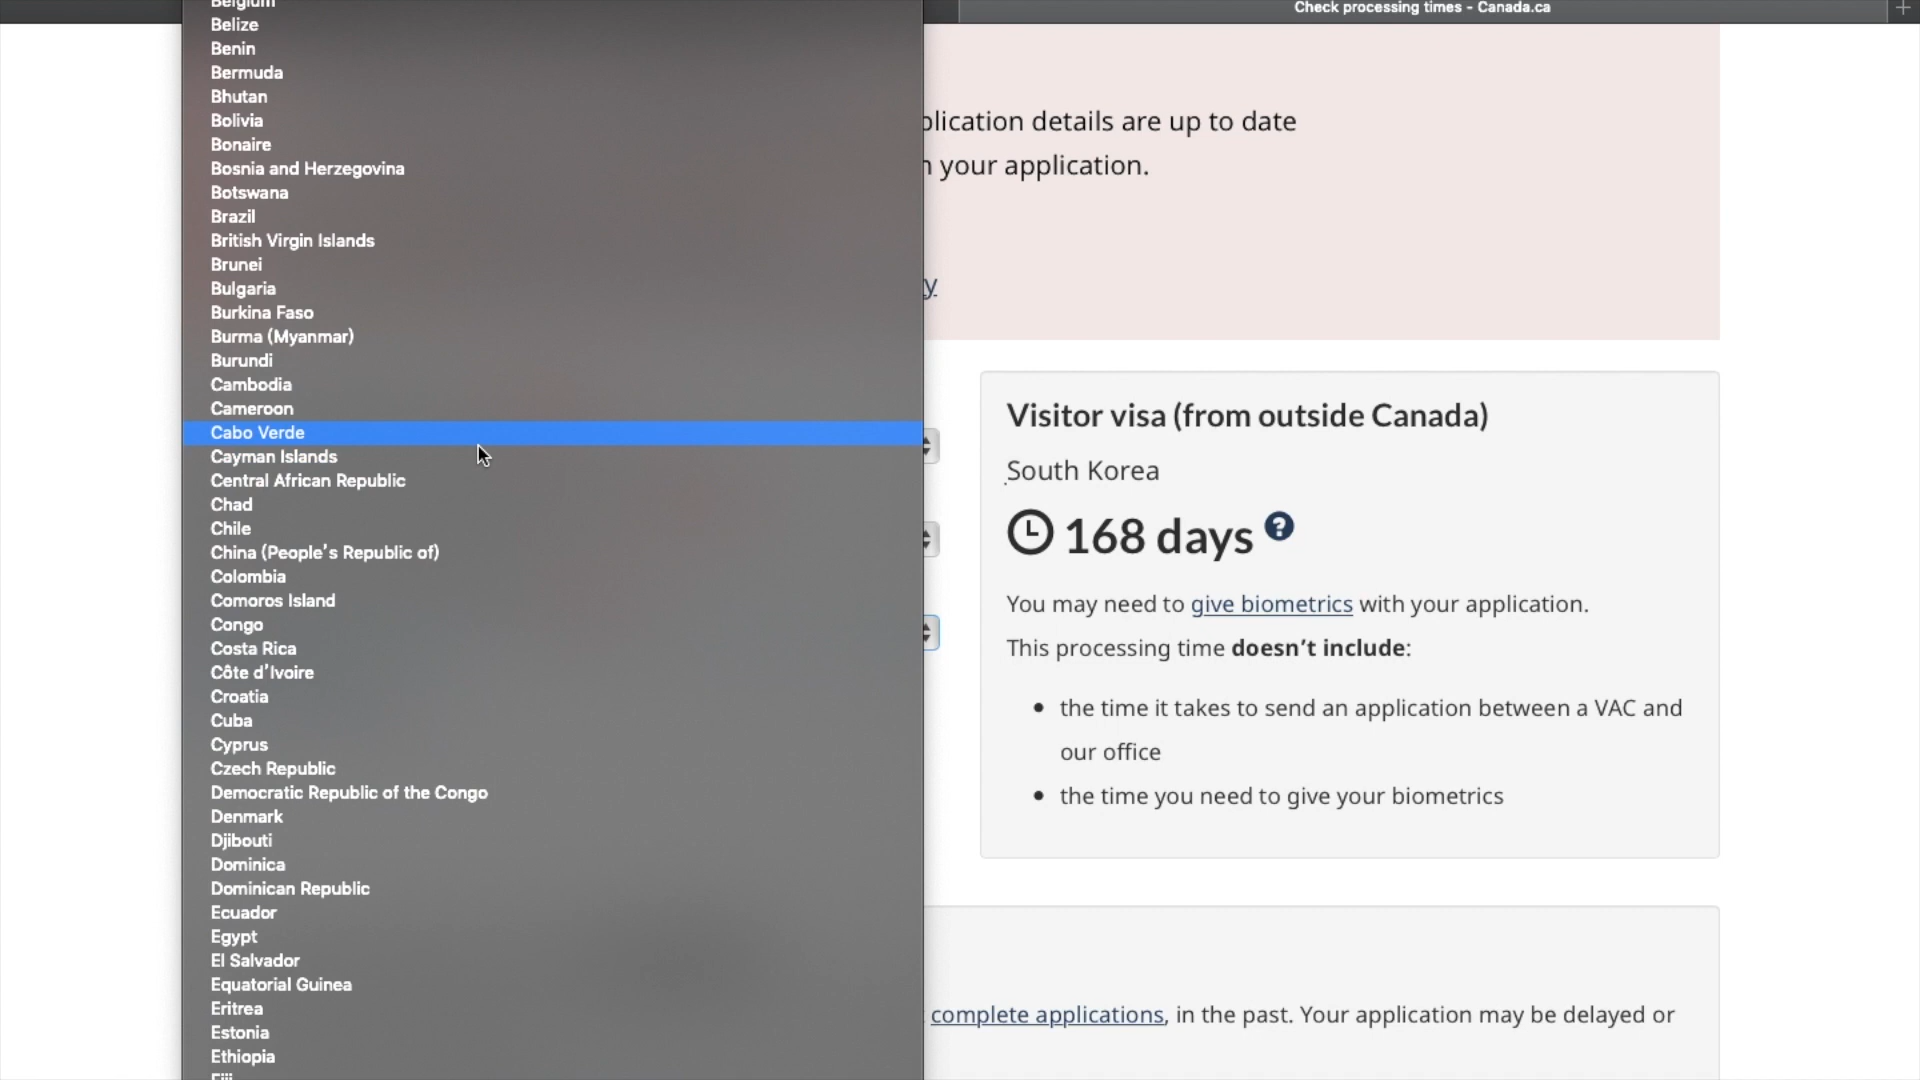 Check processing times - Canada.ca
Belgium
Belize
Benin
Bermuda
Bhutan
Bolivia
Bonaire
Bosnia and Herzegovina
Botswana
Brazil
British Virgin Islands
Brunei
Bulgaria
Burkina Faso
Burma (Myanmar)
Burundi
Cambodia
Cameroon
Cabo Verde
Cayman Islands
Central African Republic
Chad
Chile
China (People's Republic of)
Colombia
Comoros Island
Congo
Costa Rica
Côte d'Ivoire
Croatia
Cuba
Cyprus
Czech Republic
Democratic Republic of the Congo
Denmark
Djibouti
Dominica
Dominican Republic
Ecuador
Egypt
El Salvador
Equatorial Guinea
Eritrea
Estonia
Ethiopia
plication details are up to date
your application.
y
Visitor visa (from outside Canada)
South Korea
168 days ?
You may need to give biometrics with your application.
This processing time doesn't include:
• the time it takes to send an application between a VAC and
our office
• the time you need to give your biometrics
complete applications, in the past. Your application may be delayed or